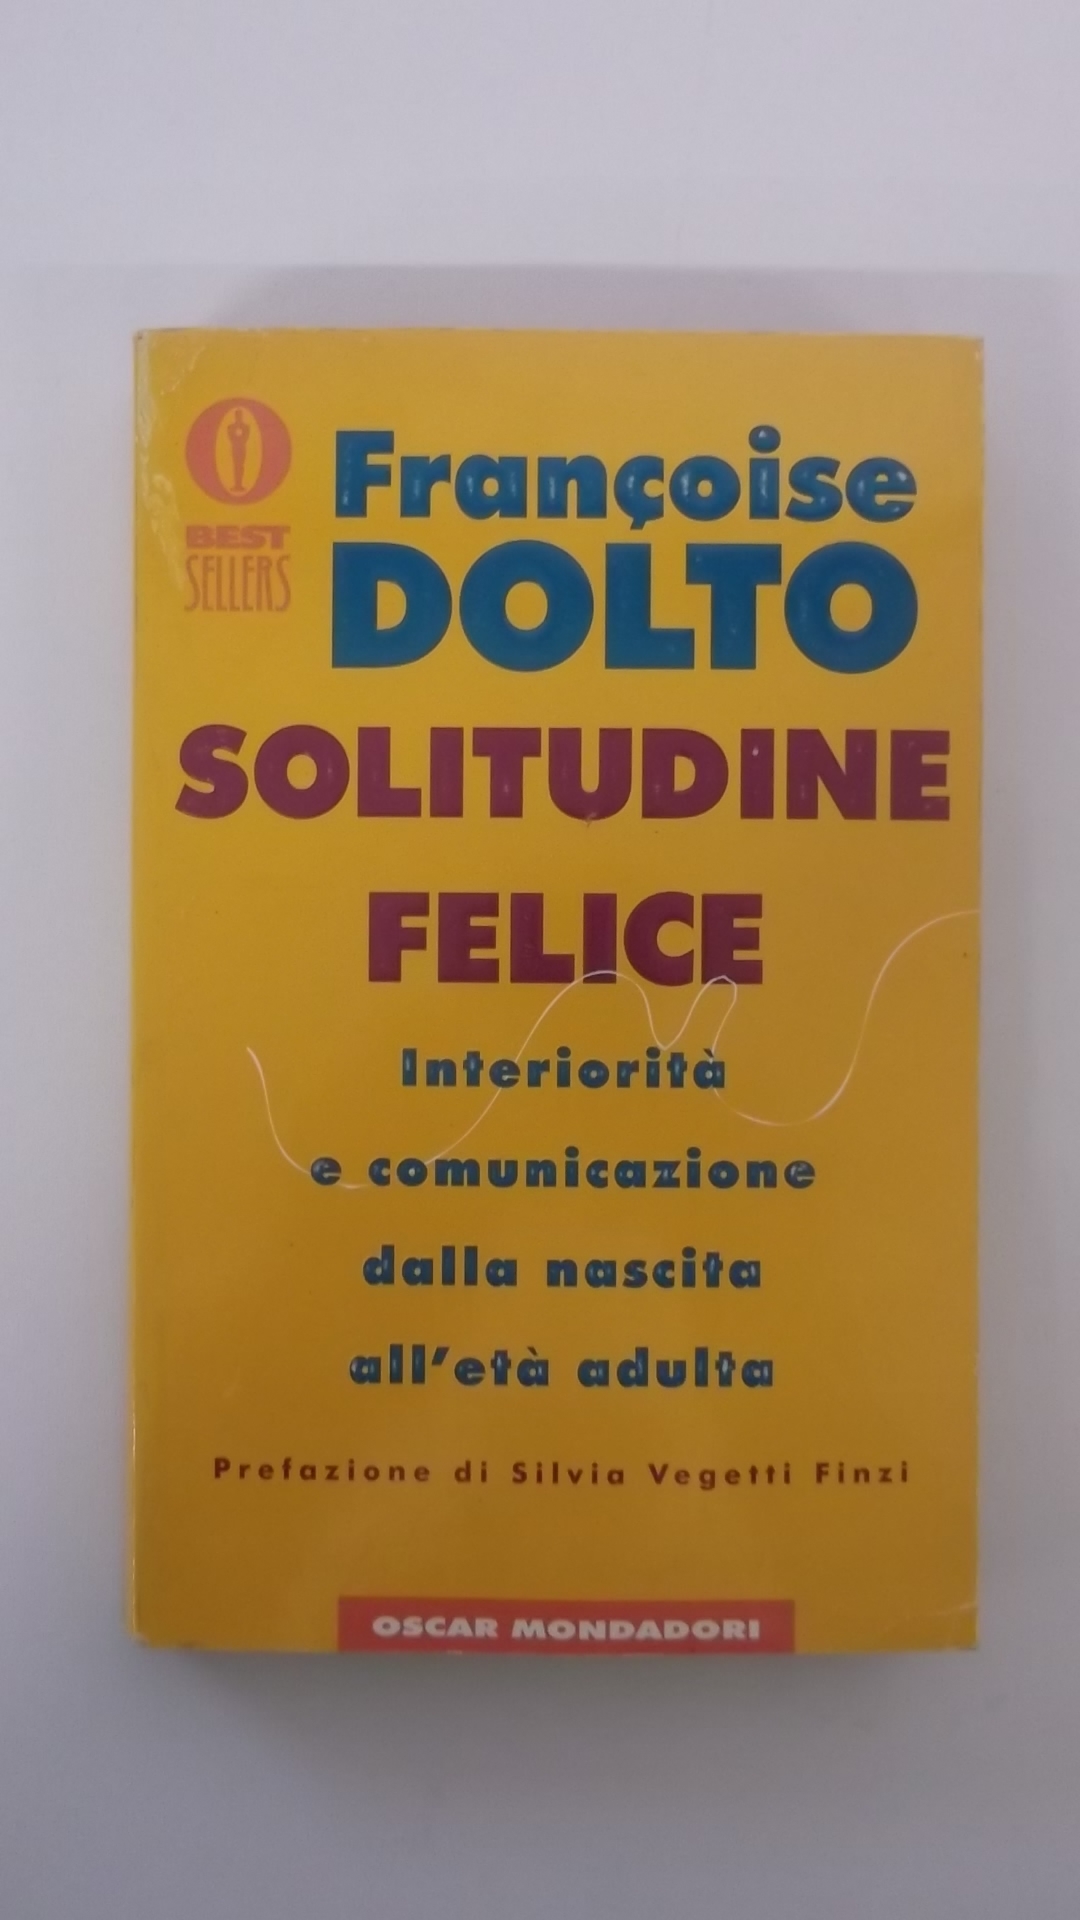 BEST
SELLERS
Françoise
DOLTO
SOLITUDINE
FELICE
Interiorità
e comunicazione
dalla nascita
all'età adulta
Prefazione di Silvia Vegetti Finzi
OSCAR MONDADORI